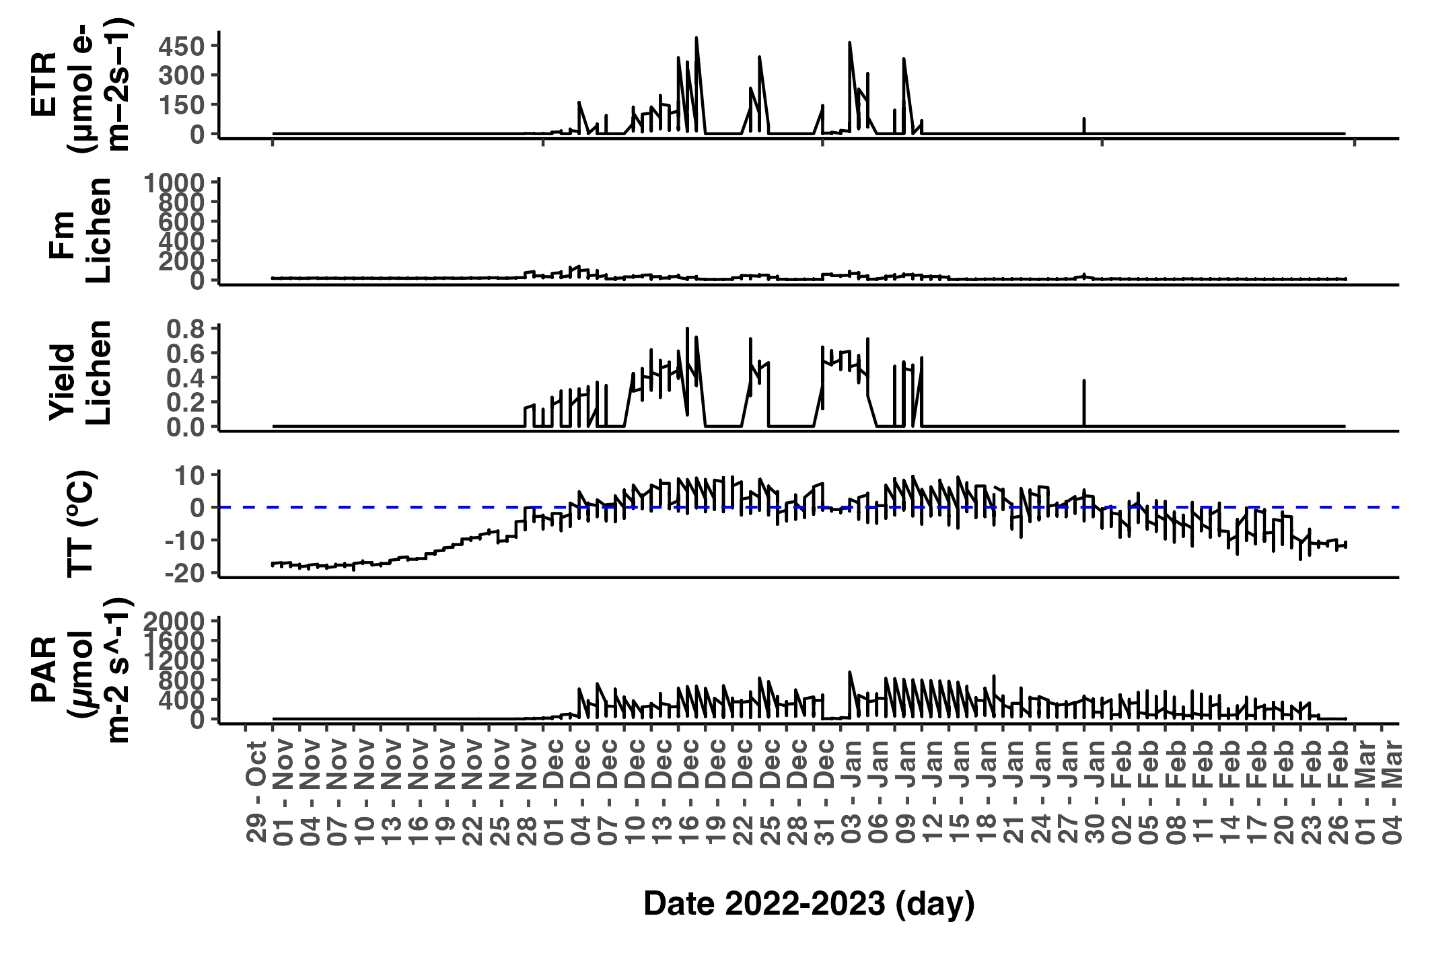 ETR
(μmol e-
m−2s−1)
450
300
150
0
Fm
Lichen
1000
800
600
400
200
0
Yield
Lichen
0.8
0.6
0.4
0.2
0.0
TT (ºC)
10
0
-10
-20
PAR
(μmol
m-2 s^-1)
2000
1600
1200
800
400
0
29 - Oct
01 - Nov
04 - Nov
07 - Nov
10 - Nov
13 - Nov
16 - Nov
19 - Nov
22 - Nov
25 - Nov
28 - Nov
01 - Dec
04 - Dec
07 - Dec
10 - Dec
13 - Dec
16 - Dec
19 - Dec
22 - Dec
25 - Dec
28 - Dec
31 - Dec
03 - Jan
06 - Jan
09 - Jan
12 - Jan
15 - Jan
18 - Jan
21 - Jan
24 - Jan
27 - Jan
30 - Jan
02 - Feb
05 - Feb
08 - Feb
11 - Feb
14 - Feb
17 - Feb
20 - Feb
23 - Feb
26 - Feb
01 - Mar
04 - Mar
Date 2022-2023 (day)